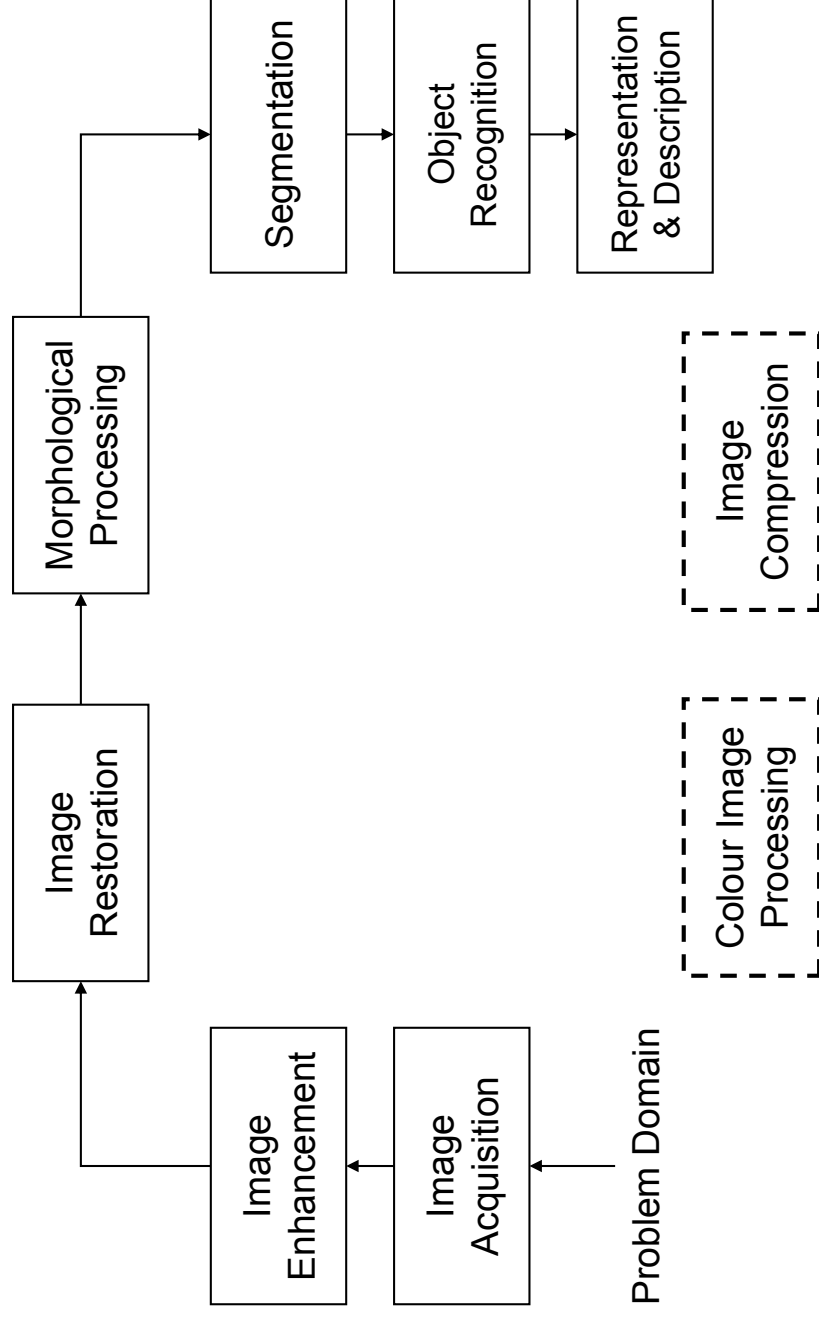 Problem Domain
Image
Acquisition
Image
Enhancement
Image
Restoration
Morphological
Processing
Segmentation
Object
Recognition
Representation
& Description
Colour Image
Processing
Image
Compression